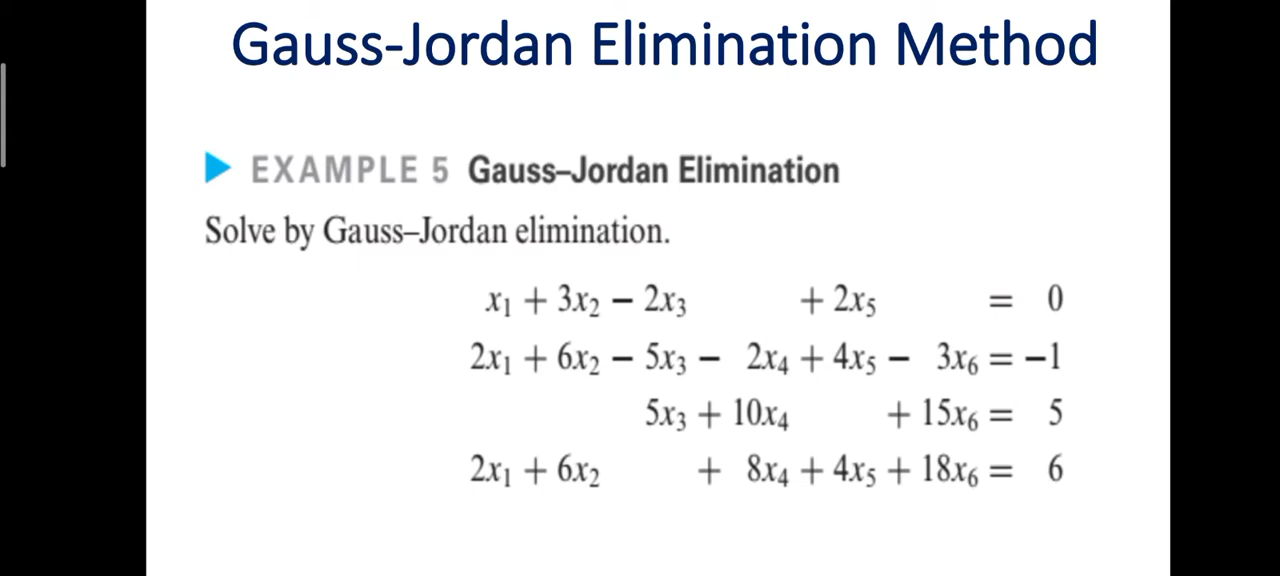 Gauss-Jordan Elimination Method
▶ EXAMPLE 5 Gauss–Jordan Elimination
Solve by Gauss–Jordan elimination.
x₁ + 3x₂ − 2x₃ + 2x₅ = 0
2x₁ + 6x₂ − 5x₃ − 2x₄ + 4x₅ − 3x₆ = −1
5x₃ + 10x₄ + 15x₆ = 5
2x₁ + 6x₂ + 8x₄ + 4x₅ + 18x₆ = 6